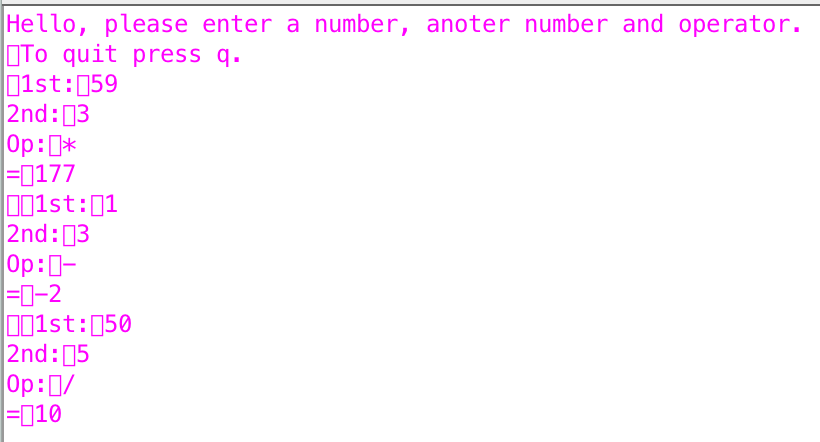 Hello, please enter a number, anoter number and operator.
▯To quit press q.
▯1st:▯59
2nd:▯3
Op:▯*
=▯177
▯▯1st:▯1
2nd:▯3
Op:▯-
=▯-2
▯▯1st:▯50
2nd:▯5
Op:▯/
=▯10